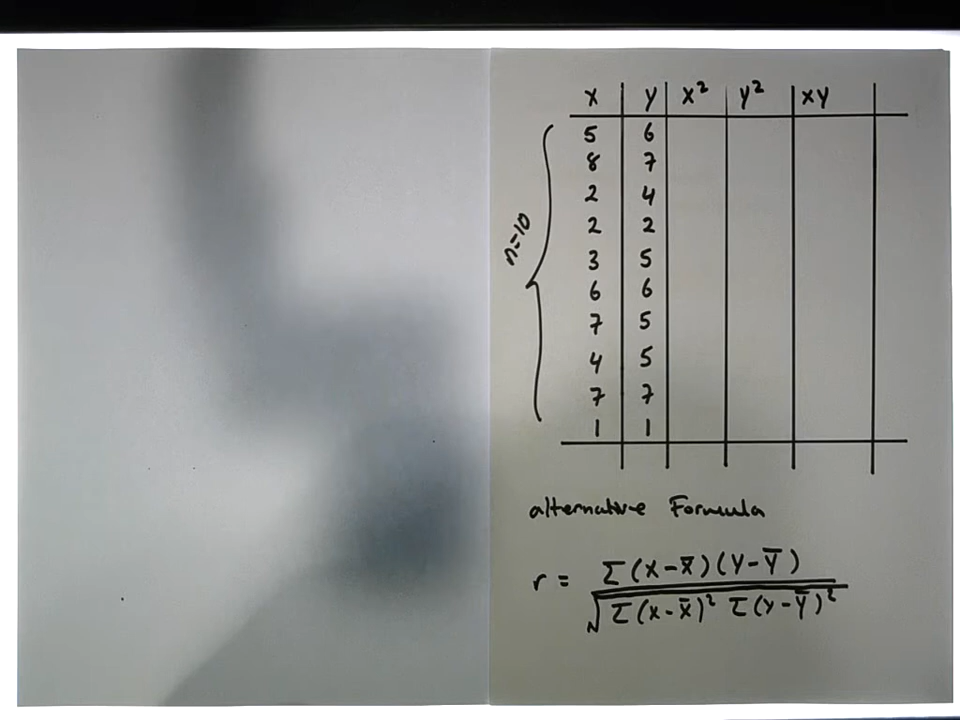 x y x² y² xy
5 6
8 7
2 4
2 2
3 5
6 6
7 5
4 5
7 7
1 1
n=10
alternative Formula
r = Σ(x-x̄)(y-ȳ) / √Σ(x-x̄)² Σ(y-ȳ)²